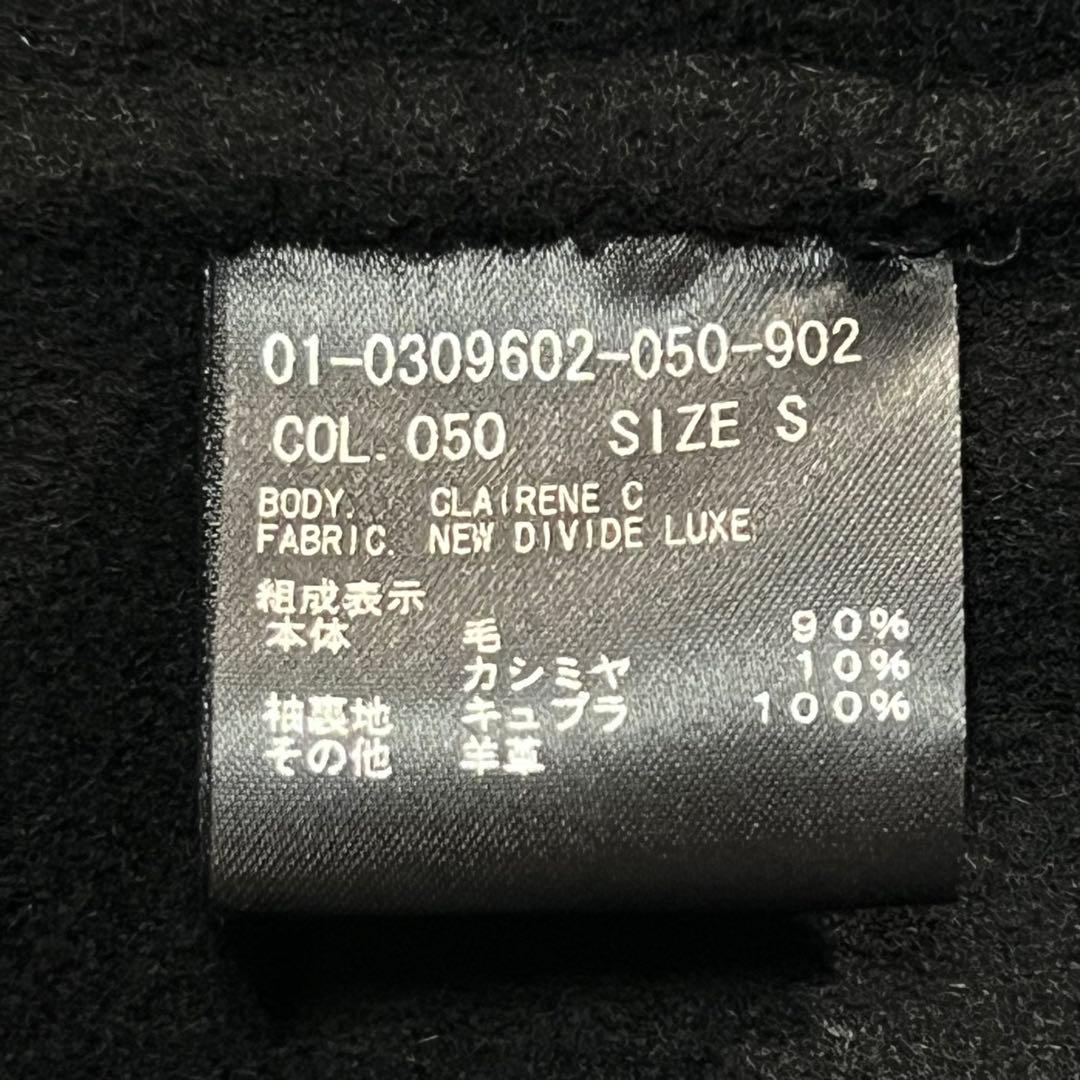 01-0309602-050-902
COL. 050 SIZE S
BODY. CLAIRENE C
FABRIC. NEW DIVIDE LUXE
組成表示
本体 毛 90%
カシミヤ 10%
袖裏地 キュプラ 100%
その他 羊革